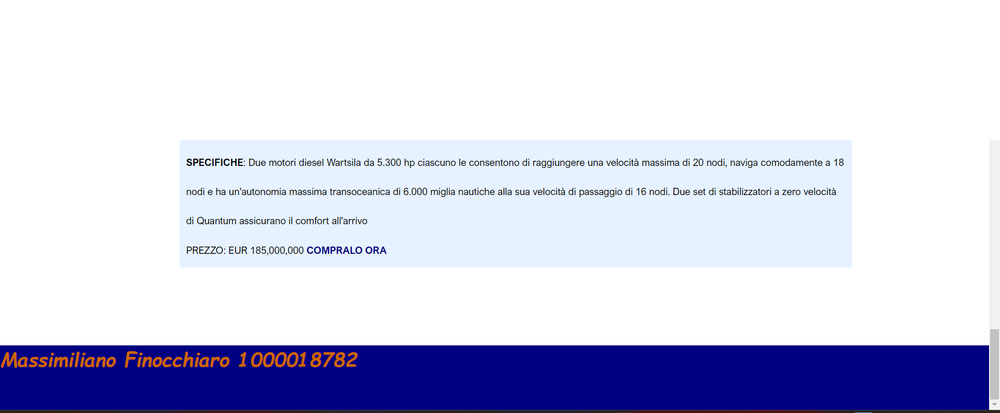 SPECIFICHE: Due motori diesel Wartsila da 5.300 hp ciascuno le consentono di raggiungere una velocità massima di 20 nodi, naviga comodamente a 18
nodi e ha un'autonomia massima transoceanica di 6.000 miglia nautiche alla sua velocità di passaggio di 16 nodi. Due set di stabilizzatori a zero velocità
di Quantum assicurano il comfort all'arrivo
PREZZO: EUR 185,000,000 COMPRALO ORA
Massimiliano Finocchiaro 1000018782